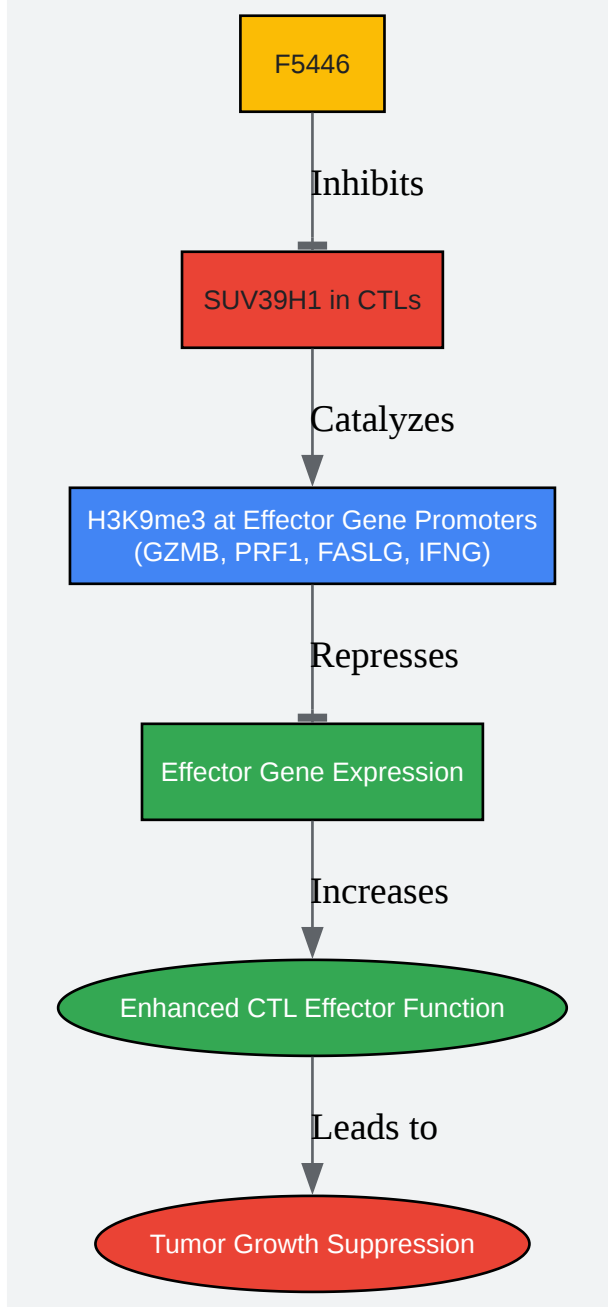 F5446
Inhibits
SUV39H1 in CTLs
Catalyzes
H3K9me3 at Effector Gene Promoters
(GZMB, PRF1, FASLG, IFNG)
Represses
Effector Gene Expression
Increases
Enhanced CTL Effector Function
Leads to
Tumor Growth Suppression